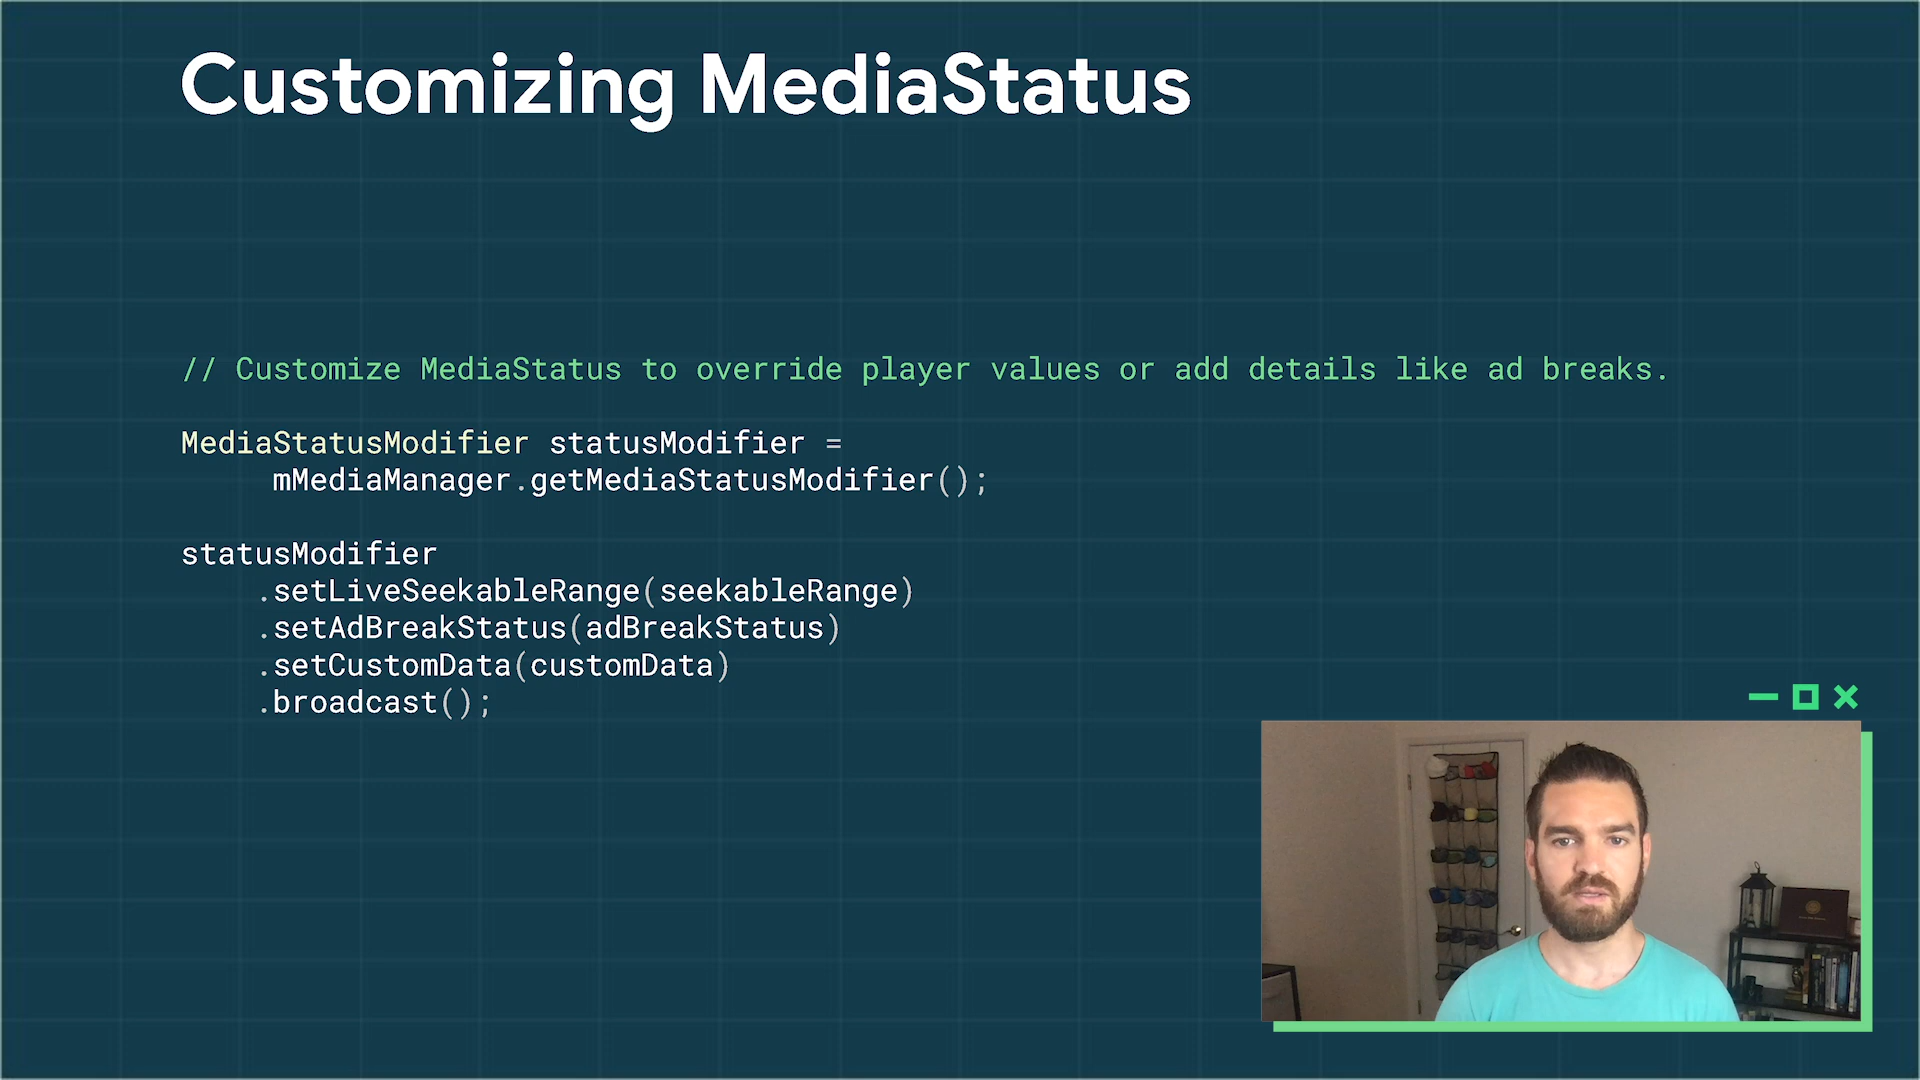 Customizing MediaStatus
// Customize MediaStatus to override player values or add details like ad breaks.
MediaStatusModifier statusModifier =
mMediaManager.getMediaStatusModifier();
statusModifier
.setLiveSeekableRange(seekableRange)
.setAdBreakStatus(adBreakStatus)
.setCustomData(customData)
.broadcast();